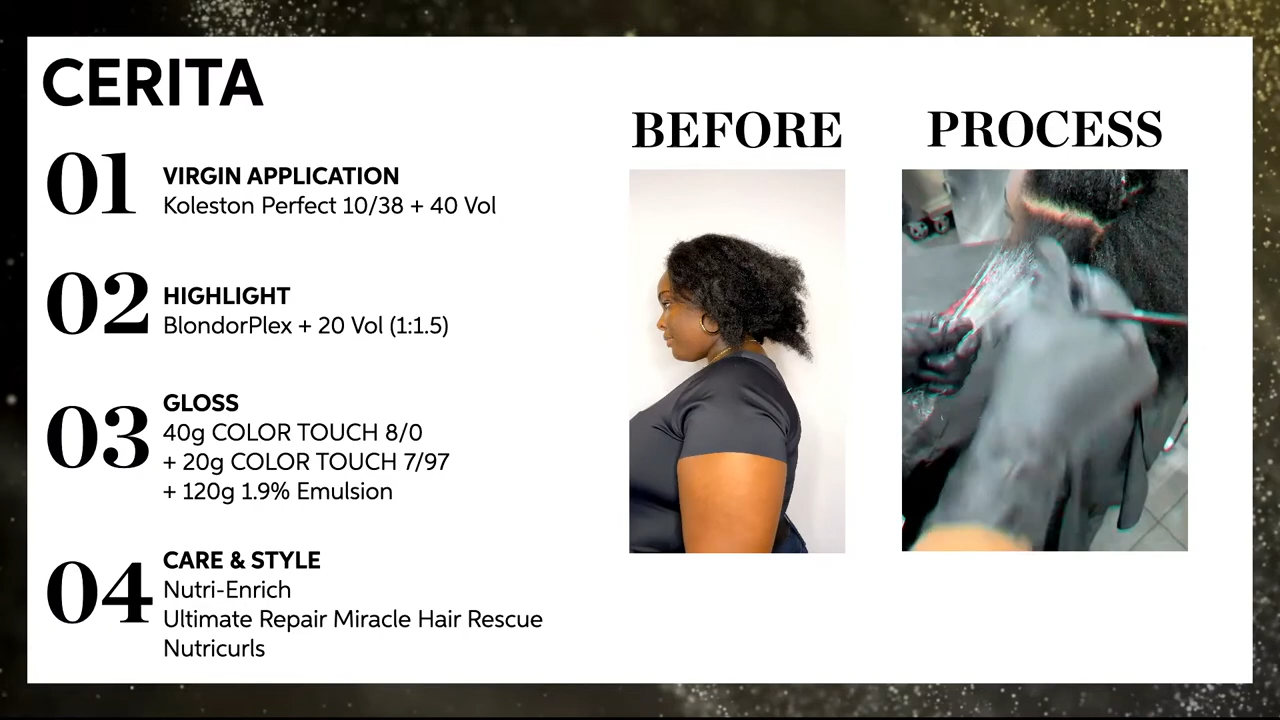 CERITA
01
VIRGIN APPLICATION
Koleston Perfect 10/38 + 40 Vol
02
HIGHLIGHT
BlondorPlex + 20 Vol (1:1.5)
03
GLOSS
40g COLOR TOUCH 8/0
+ 20g COLOR TOUCH 7/97
+ 120g 1.9% Emulsion
04
CARE & STYLE
Nutri-Enrich
Ultimate Repair Miracle Hair Rescue
Nutricurls
BEFORE
PROCESS